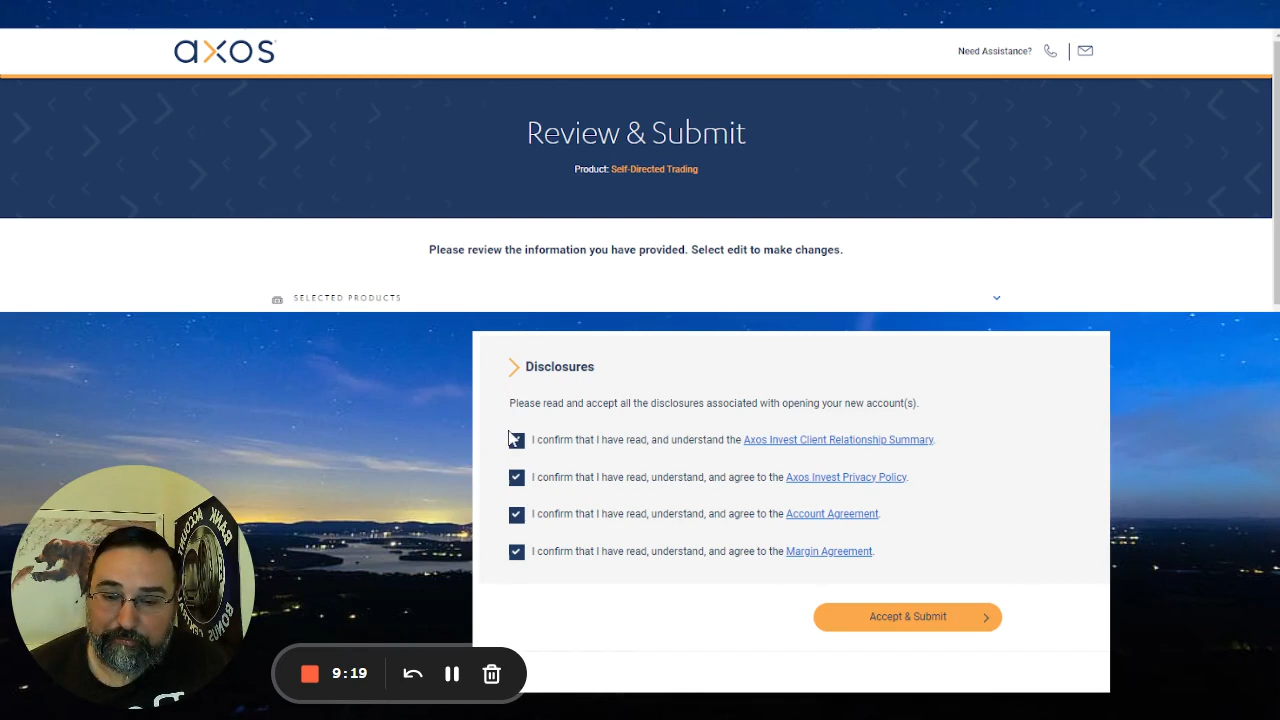 axos
Need Assistance?
Review & Submit
Product: Self-Directed Trading
Please review the information you have provided. Select edit to make changes.
SELECTED PRODUCTS
Disclosures
Please read and accept all the disclosures associated with opening your new account(s).
I confirm that I have read, and understand the Axos Invest Client Relationship Summary.
I confirm that I have read, understand, and agree to the Axos Invest Privacy Policy.
I confirm that I have read, understand, and agree to the Account Agreement.
I confirm that I have read, understand, and agree to the Margin Agreement.
Accept & Submit
BANK ACCOUNT
BONUS
9:19